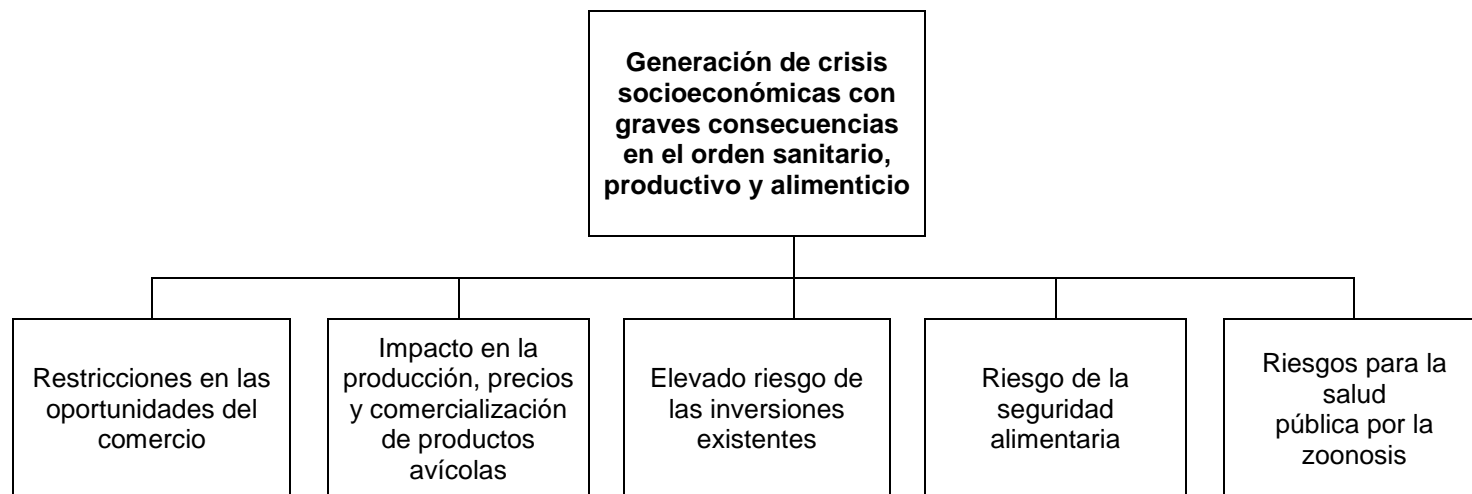 Generación de crisis
socioeconómicas con
graves consecuencias
en el orden sanitario,
productivo y alimenticio
Restricciones en las
oportunidades del
comercio
Impacto en la
producción, precios
y comercialización
de productos
avícolas
Elevado riesgo de
las inversiones
existentes
Riesgo de la
seguridad
alimentaria
Riesgos para la
salud
pública por la
zoonosis